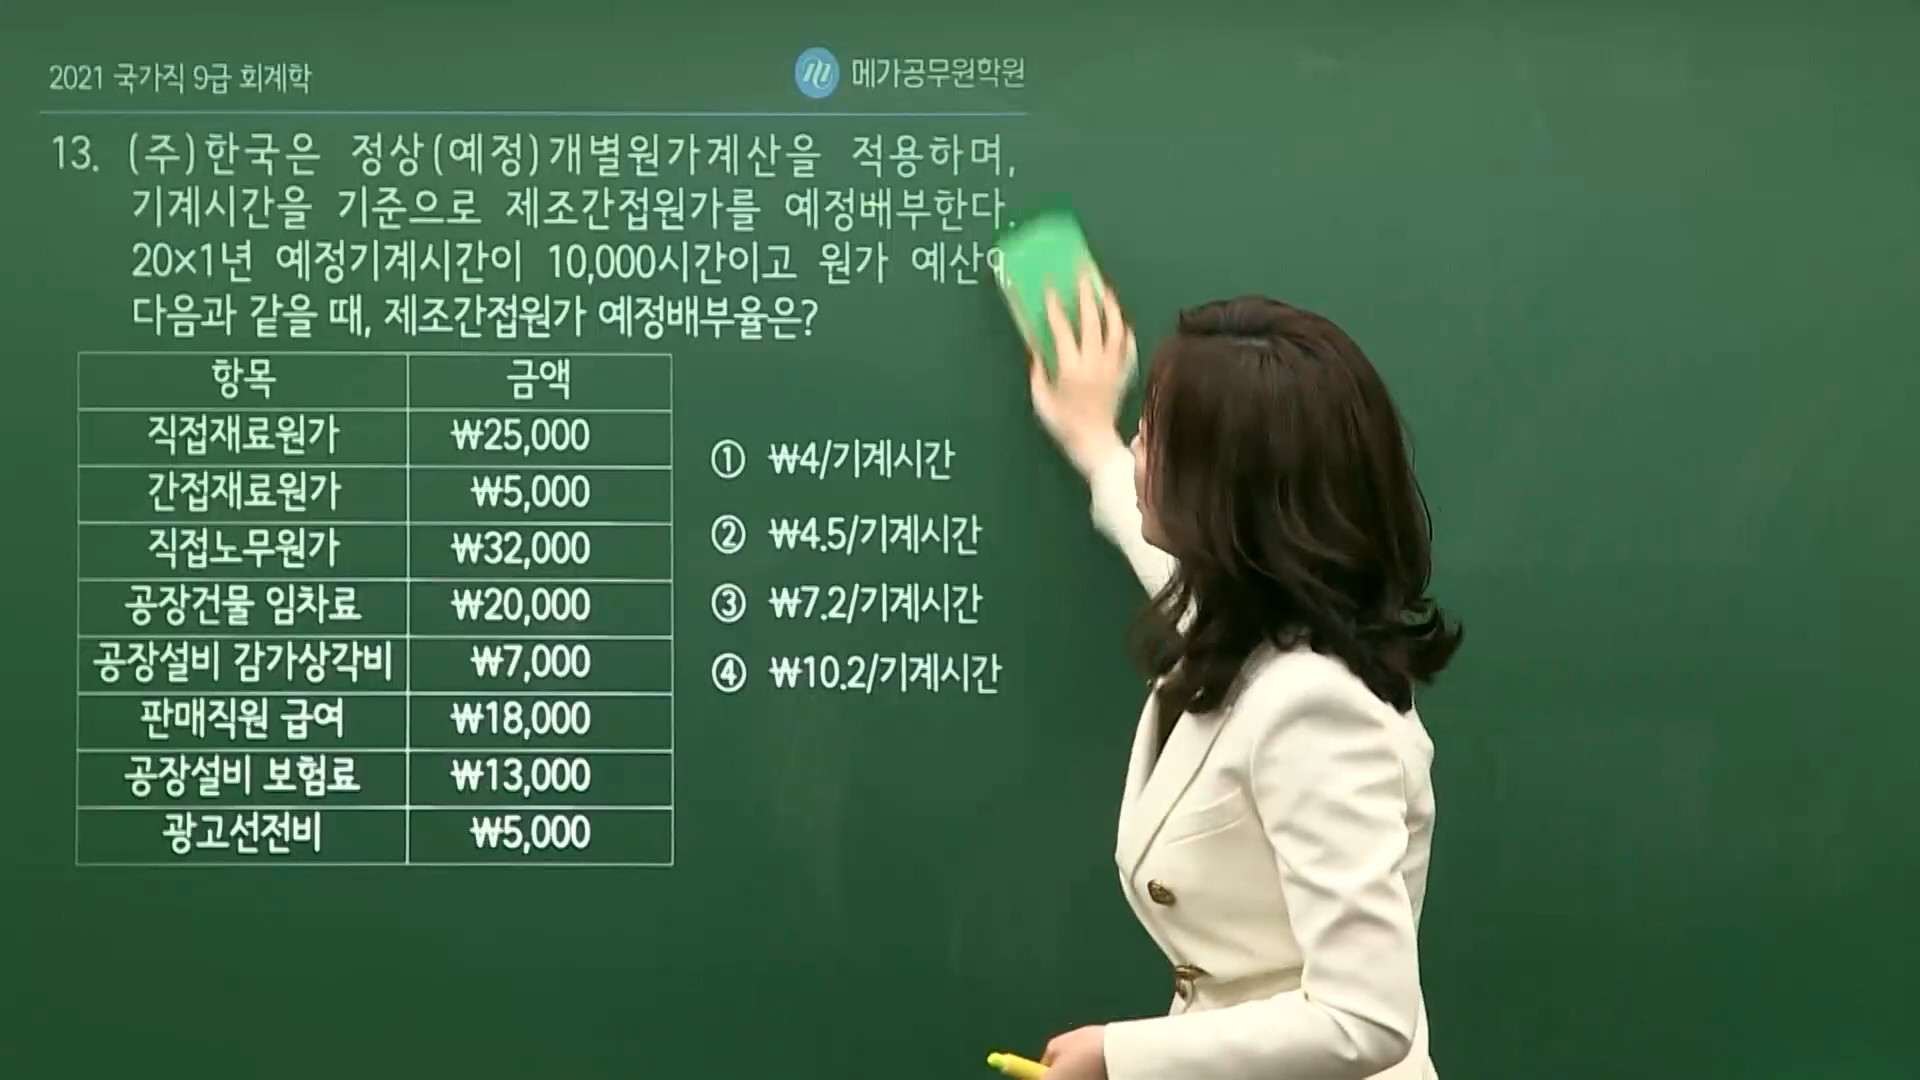 2021 국가직 9급 회계학
메가공무원학원
13. (주)한국은 정상(예정)개별원가계산을 적용하며,
기계시간을 기준으로 제조간접원가를 예정배부한다.
20×1년 예정기계시간이 10,000시간이고 원가 예산이
다음과 같을 때, 제조간접원가 예정배부율은?
항목 금액
직접재료원가 ₩25,000
간접재료원가 ₩5,000
직접노무원가 ₩32,000
공장건물 임차료 ₩20,000
공장설비 감가상각비 ₩7,000
판매직원 급여 ₩18,000
공장설비 보험료 ₩13,000
광고선전비 ₩5,000
① ₩4/기계시간
② ₩4.5/기계시간
③ ₩7.2/기계시간
④ ₩10.2/기계시간